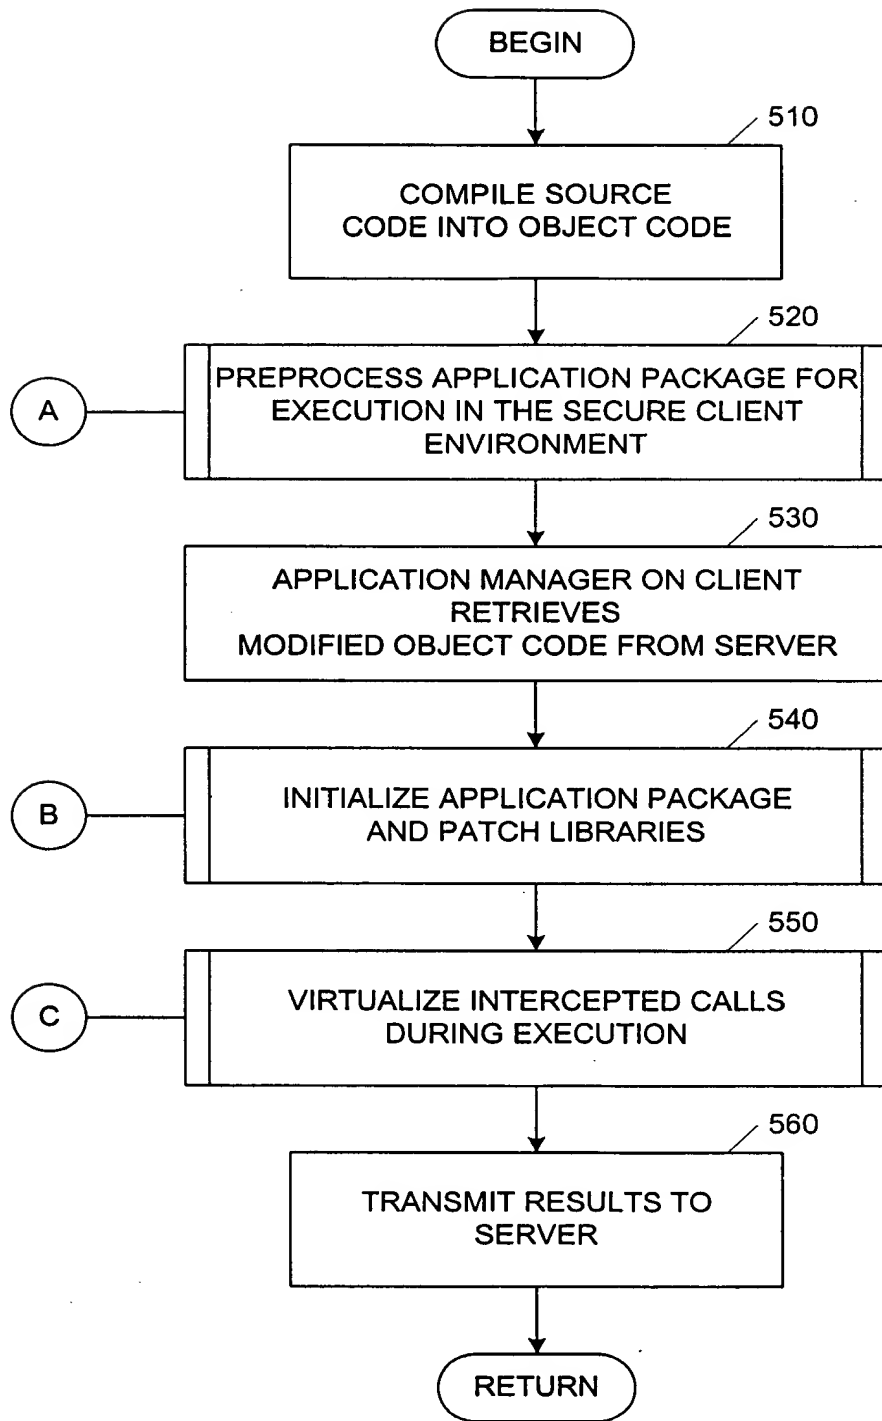 BEGIN
510
COMPILE SOURCE
CODE INTO OBJECT CODE
520
A
PREPROCESS APPLICATION PACKAGE FOR
EXECUTION IN THE SECURE CLIENT
ENVIRONMENT
530
APPLICATION MANAGER ON CLIENT
RETRIEVES
MODIFIED OBJECT CODE FROM SERVER
540
B
INITIALIZE APPLICATION PACKAGE
AND PATCH LIBRARIES
550
C
VIRTUALIZE INTERCEPTED CALLS
DURING EXECUTION
560
TRANSMIT RESULTS TO
SERVER
RETURN